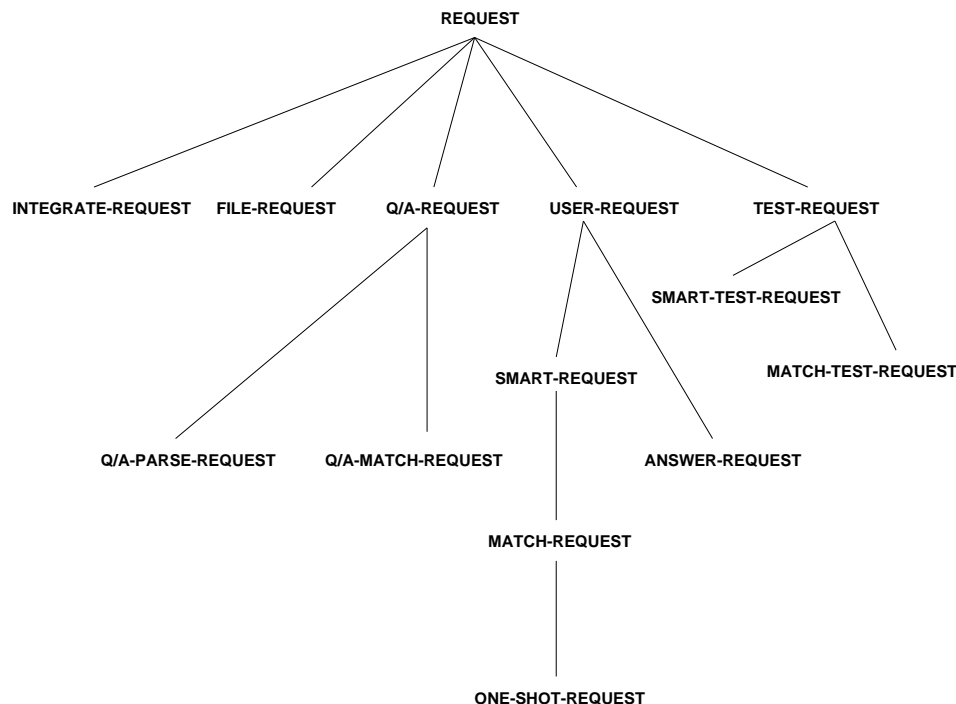 REQUEST
INTEGRATE-REQUEST
FILE-REQUEST
Q/A-REQUEST
USER-REQUEST
TEST-REQUEST
SMART-TEST-REQUEST
MATCH-TEST-REQUEST
SMART-REQUEST
Q/A-PARSE-REQUEST
Q/A-MATCH-REQUEST
ANSWER-REQUEST
MATCH-REQUEST
ONE-SHOT-REQUEST